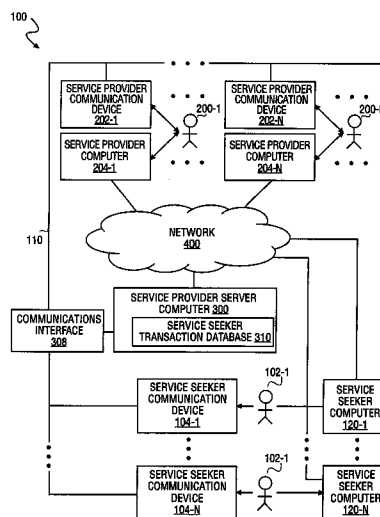 100
SERVICE PROVIDER
COMMUNICATION
DEVICE
202-1
200-1
SERVICE PROVIDER
COMMUNICATION
DEVICE
202-N
200-
SERVICE PROVIDER
COMPUTER
204-1
SERVICE PROVIDER
COMPUTER
204-N
110
NETWORK
400
COMMUNICATIONS
INTERFACE
308
SERVICE PROVIDER SERVER
COMPUTER 300
SERVICE SEEKER
TRANSACTION DATABASE 310
SERVICE SEEKER
COMMUNICATION
DEVICE
104-1
102-1
SERVICE
SEEKER
COMPUTER
120-1
SERVICE SEEKER
COMMUNICATION
DEVICE
104-N
102-1
SERVICE
SEEKER
COMPUTER
120-N